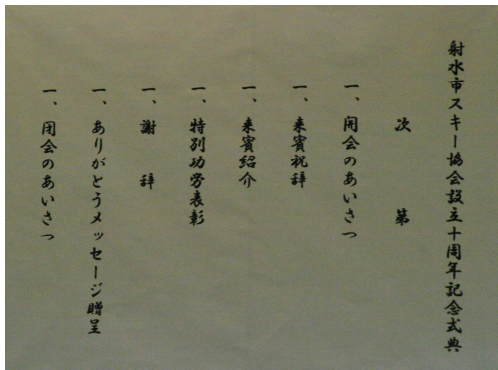 射水市スキー協会設立十周年記念式典
次第
一、開会のあいさつ
一、来賓祝辞
一、来賓紹介
一、特別功労表彰
一、謝辞
一、ありがとうメッセージ贈呈
一、閉会のあいさつ